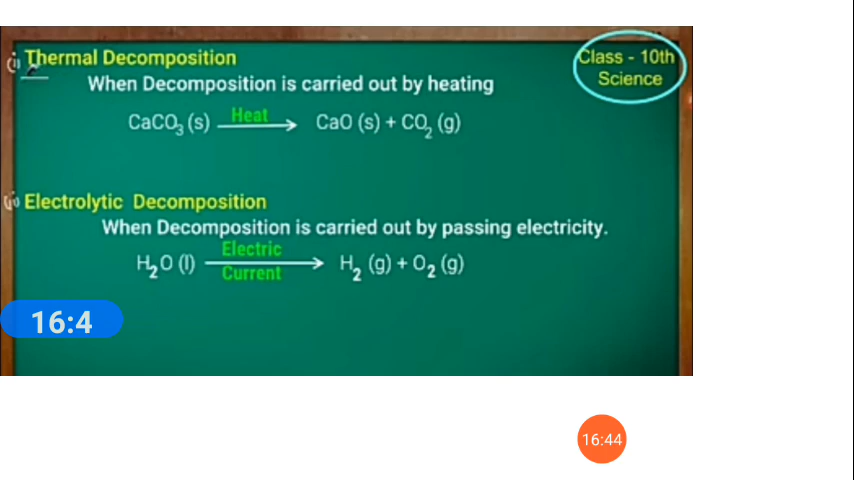 (i) Thermal Decomposition
Class - 10th
Science
When Decomposition is carried out by heating
CaCO₃ (s) —Heat→ CaO (s) + CO₂ (g)
(ii) Electrolytic Decomposition
When Decomposition is carried out by passing electricity.
Electric
H₂O (l) ⟶ H₂ (g) + O₂ (g)
Current
16:4
16:44